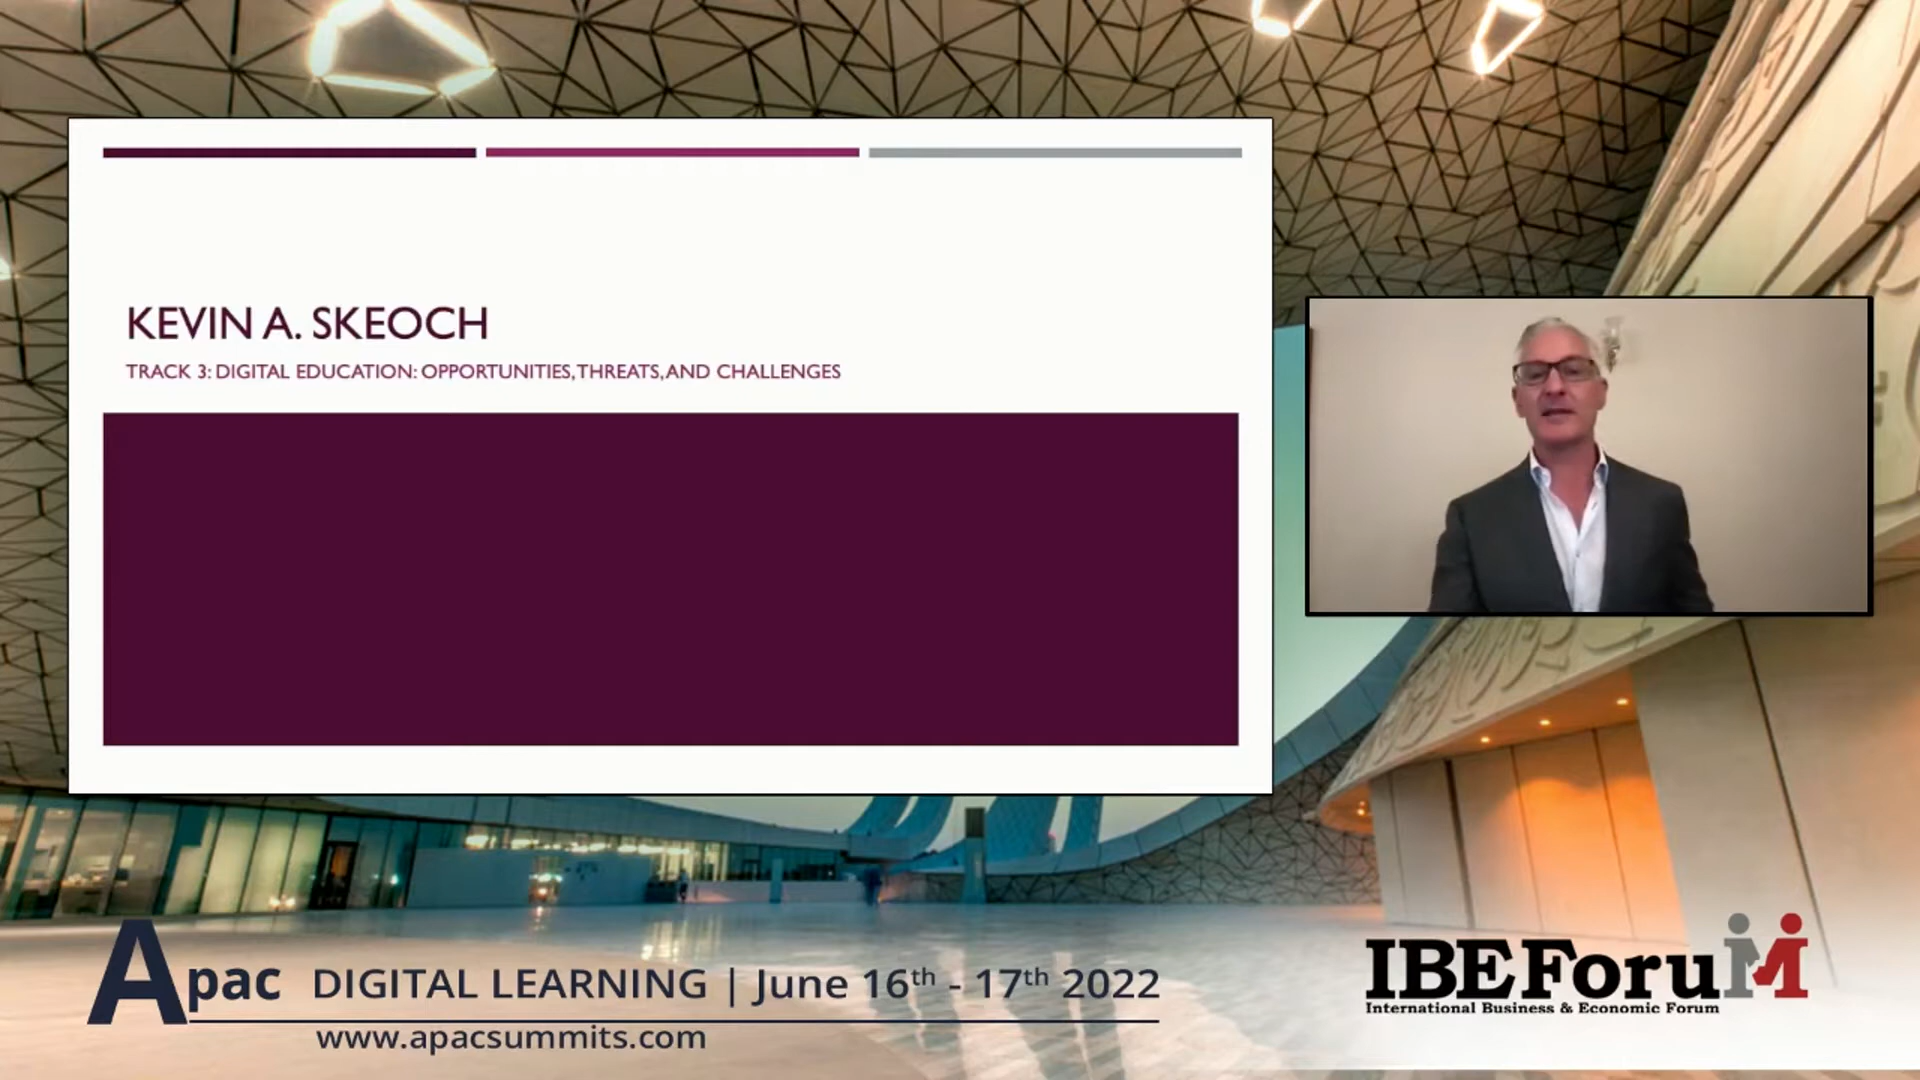 KEVIN A. SKEOCH
TRACK 3: DIGITAL EDUCATION: OPPORTUNITIES, THREATS, AND CHALLENGES
Apac DIGITAL LEARNING | June 16th - 17th 2022
www.apacsummits.com
IBEForuM
International Business & Economic Forum